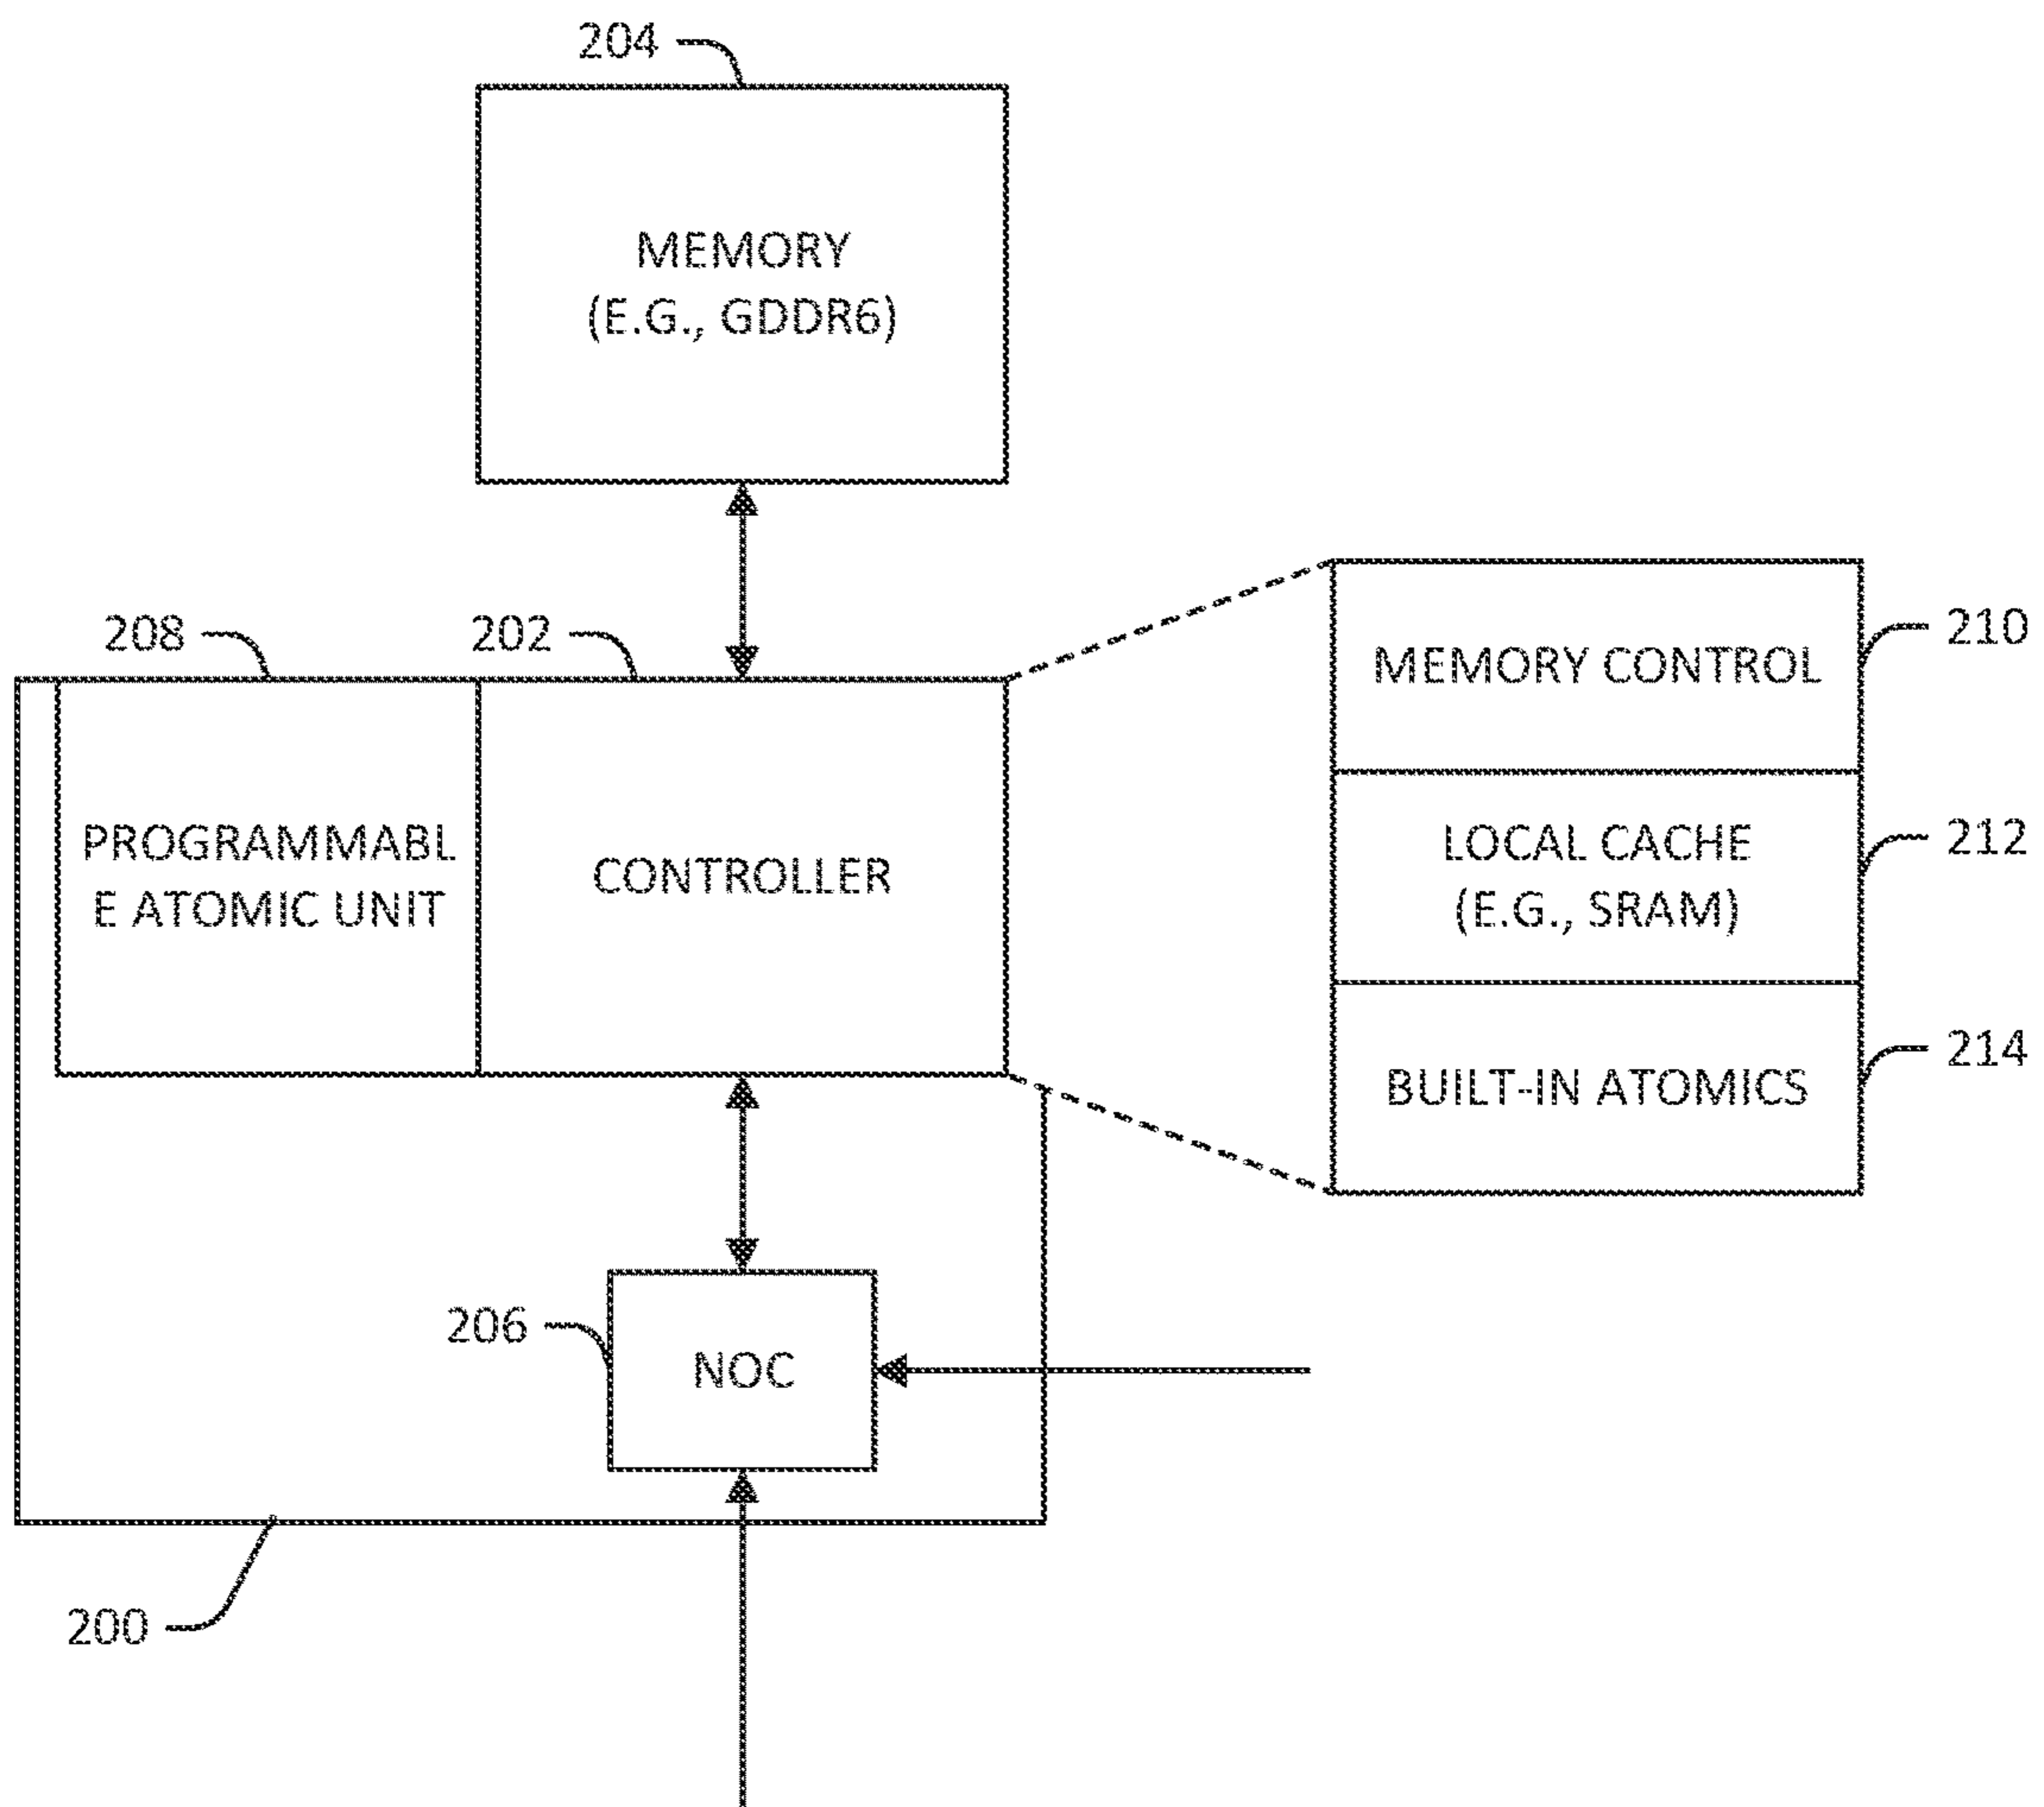 204
MEMORY
(E.G., GDDR6)
208
202
210
MEMORY CONTROL
PROGRAMMABL
E ATOMIC UNIT
CONTROLLER
212
LOCAL CACHE
(E.G., SRAM)
214
BUILT-IN ATOMICS
206
NOC
200